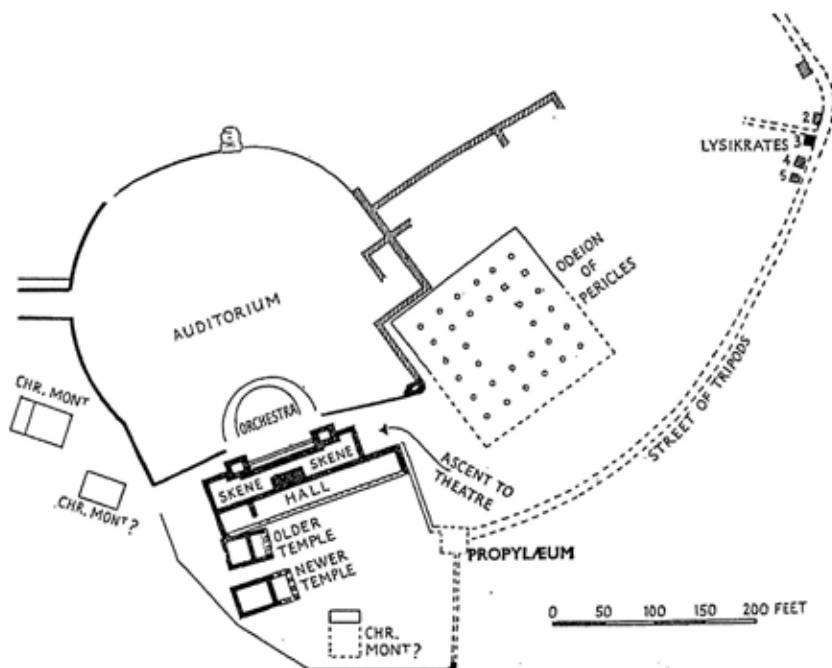 2
LYSIKRATES 3
4
5
ODEION
OF
PERICLES
AUDITORIUM
CHR. MONT
ORCHESTRA
STREET OF TRIPODS
SKENE
SKENE
ASCENT TO
THEATRE
HALL
CHR. MONT?
OLDER
TEMPLE
PROPYLÆUM
NEWER
TEMPLE
0 50 100 150 200 FEET
CHR.
MONT?